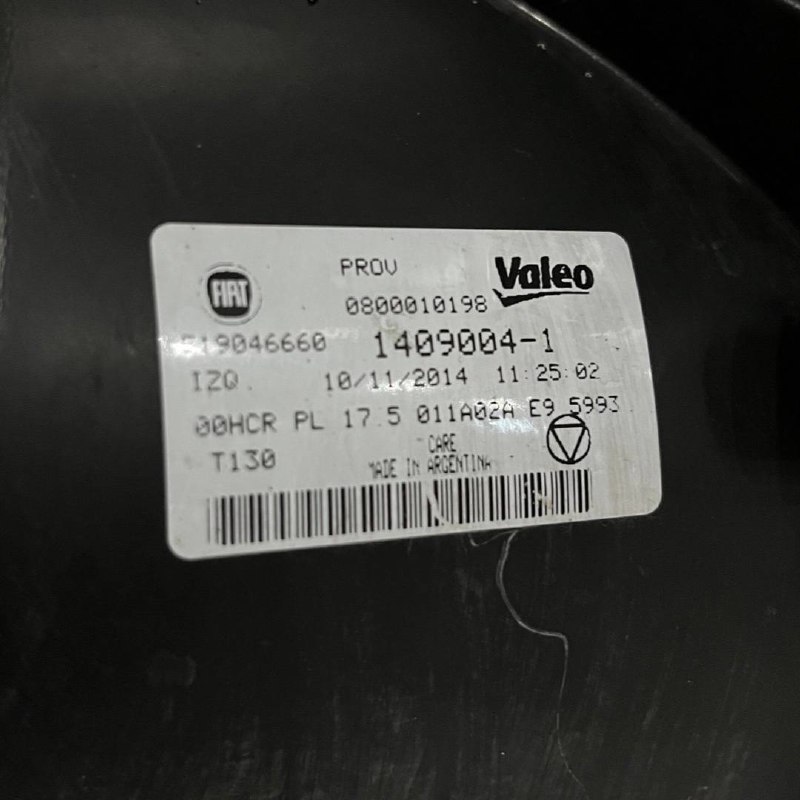 PROV
Valeo
FIAT
0800010198
519046660 1409004-1
IZQ. 10/11/2014 11:25:02
00HCR PL 17.5 011A02A E9 5993
T130
CARE
MADE IN ARGENTINA